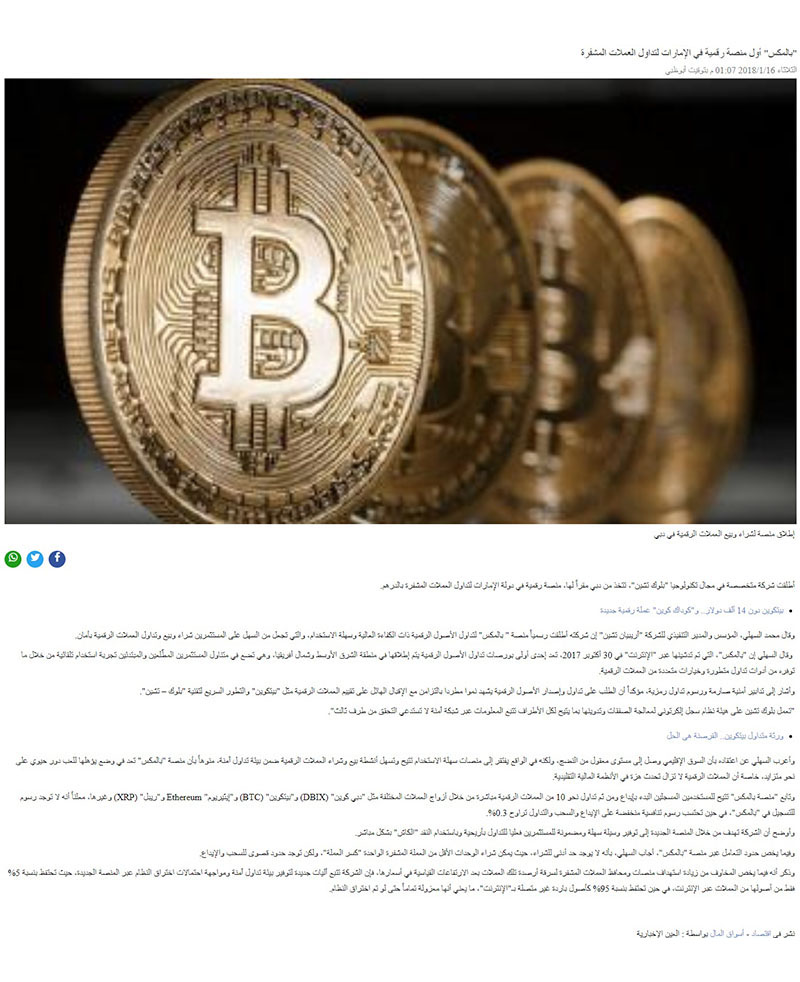 "بالمكس" أول منصة رقمية في الإمارات لتداول العملات المشفرة
الثلاثاء 2018/1/16 01:07 م بتوقيت أبوظبي
إطلاق منصة لشراء وبيع العملات الرقمية في دبي
أطلقت شركة متخصصة في مجال تكنولوجيا "بلوك تشين"، تتخذ من دبي مقراً لها، منصة رقمية في دولة الإمارات لتداول العملات المشفرة بالدرهم.
بيتكوين دون 14 ألف دولار.. و"كوداك كوين" عملة رقمية جديدة
وقال محمد السهلي، المؤسس والمدير التنفيذي للشركة "أريبيان تشين" إن شركته أطلقت رسمياً منصة " بالمكس" لتداول الأصول الرقمية ذات الكفاءة العالية وسهلة الاستخدام، والتي تجعل من السهل على المستثمرين شراء وبيع وتداول العملات الرقمية بأمان.
وقال السهلي إن "بالمكس"، التي تم تدشينها عبر "الإنترنت" في 30 أكتوبر 2017، تعد إحدى أولى بورصات تداول الأصول الرقمية يتم إطلاقها في منطقة الشرق الأوسط وشمال أفريقيا، وهي تضع في متناول المستثمرين المطّلعين والمبتدئين تجربة استخدام تلقائية من خلال ما
توفره من أدوات تداول متطورة وخيارات متعددة من العملات الرقمية.
وأشار إلى تدابير أمنية صارمة ورسوم تداول رمزية، مؤكداً أن الطلب على تداول وإصدار الأصول الرقمية يشهد نموا مطردا بالتزامن مع الإقبال الهائل على تقييم العملات الرقمية مثل "بيتكوين" والتطور السريع لتقنية "بلوك – تشين".
"تعمل بلوك تشين على هيئة نظام سجل إلكتروني لمعالجة الصفقات وتدوينها بما يتيح لكل الأطراف تتبع المعلومات عبر شبكة آمنة لا تستدعي التحقق من طرف ثالث".
ورثة متداول بيتكوين.. القرصنة هي الحل
وأعرب السهلي عن اعتقاده بأن السوق الإقليمي وصل إلى مستوى معقول من النضج، ولكنه في الواقع يفتقر إلى منصات سهلة الاستخدام تتيح وتسهل أنشطة بيع وشراء العملات الرقمية ضمن بيئة تداول آمنة، منوهاً بأن منصة "بالمكس" تعد في وضع يؤهلها للعب دور حيوي على
نحو متزايد، خاصة أن العملات الرقمية لا تزال تحدث هزة في الأنظمة المالية التقليدية.
وتابع "منصة بالمكس" تتيح للمستخدمين المسجلين البدء بإيداع ومن ثم تداول نحو 10 من العملات الرقمية مباشرة من خلال أزواج العملات المختلفة مثل "دبي كوين" (DBIX) و"بيتكوين" (BTC) و"إيثيريوم" Ethereum و"ريبل" (XRP) وغيرها، معلناً أنه لا توجد رسوم
للتسجيل في "بالمكس"، في حين تحتسب رسوم تنافسية منخفضة على الإيداع والسحب والتداول تراوح 0.3%.
وأوضح أن الشركة تهدف من خلال المنصة الجديدة إلى توفير وسيلة سهلة ومضمونة للمستثمرين فعليا للتداول بأريحية وباستخدام النقد "الكاش" بشكل مباشر.
وفيما يخص حدود التعامل عبر منصة "بالمكس"، أجاب السهلي، بأنه لا يوجد حد أدنى للشراء، حيث يمكن شراء الوحدات الأقل من العملة المشفرة الواحدة "كسر العملة"، ولكن توجد حدود قصوى للسحب والإيداع.
وذكر أنه فيما يخص المخاوف من زيادة استهداف منصات ومحافظ العملات المشفرة لسرقة أرصدة تلك العملات بعد الارتفاعات القياسية في أسعارها، فإن الشركة تتبع آليات جديدة لتوفير بيئة تداول آمنة ومواجهة احتمالات اختراق النظام عبر المنصة الجديدة، حيث تحتفظ بنسبة 5%
فقط من أصولها من العملات عبر الإنترنت، في حين تحتفظ بنسبة 95% كأصول باردة غير متصلة بـ"الإنترنت"، ما يعني أنها معزولة تماماً حتى لو تم اختراق النظام.
نشر فى اقتصاد - أسواق المال بواسطة : العين الإخبارية